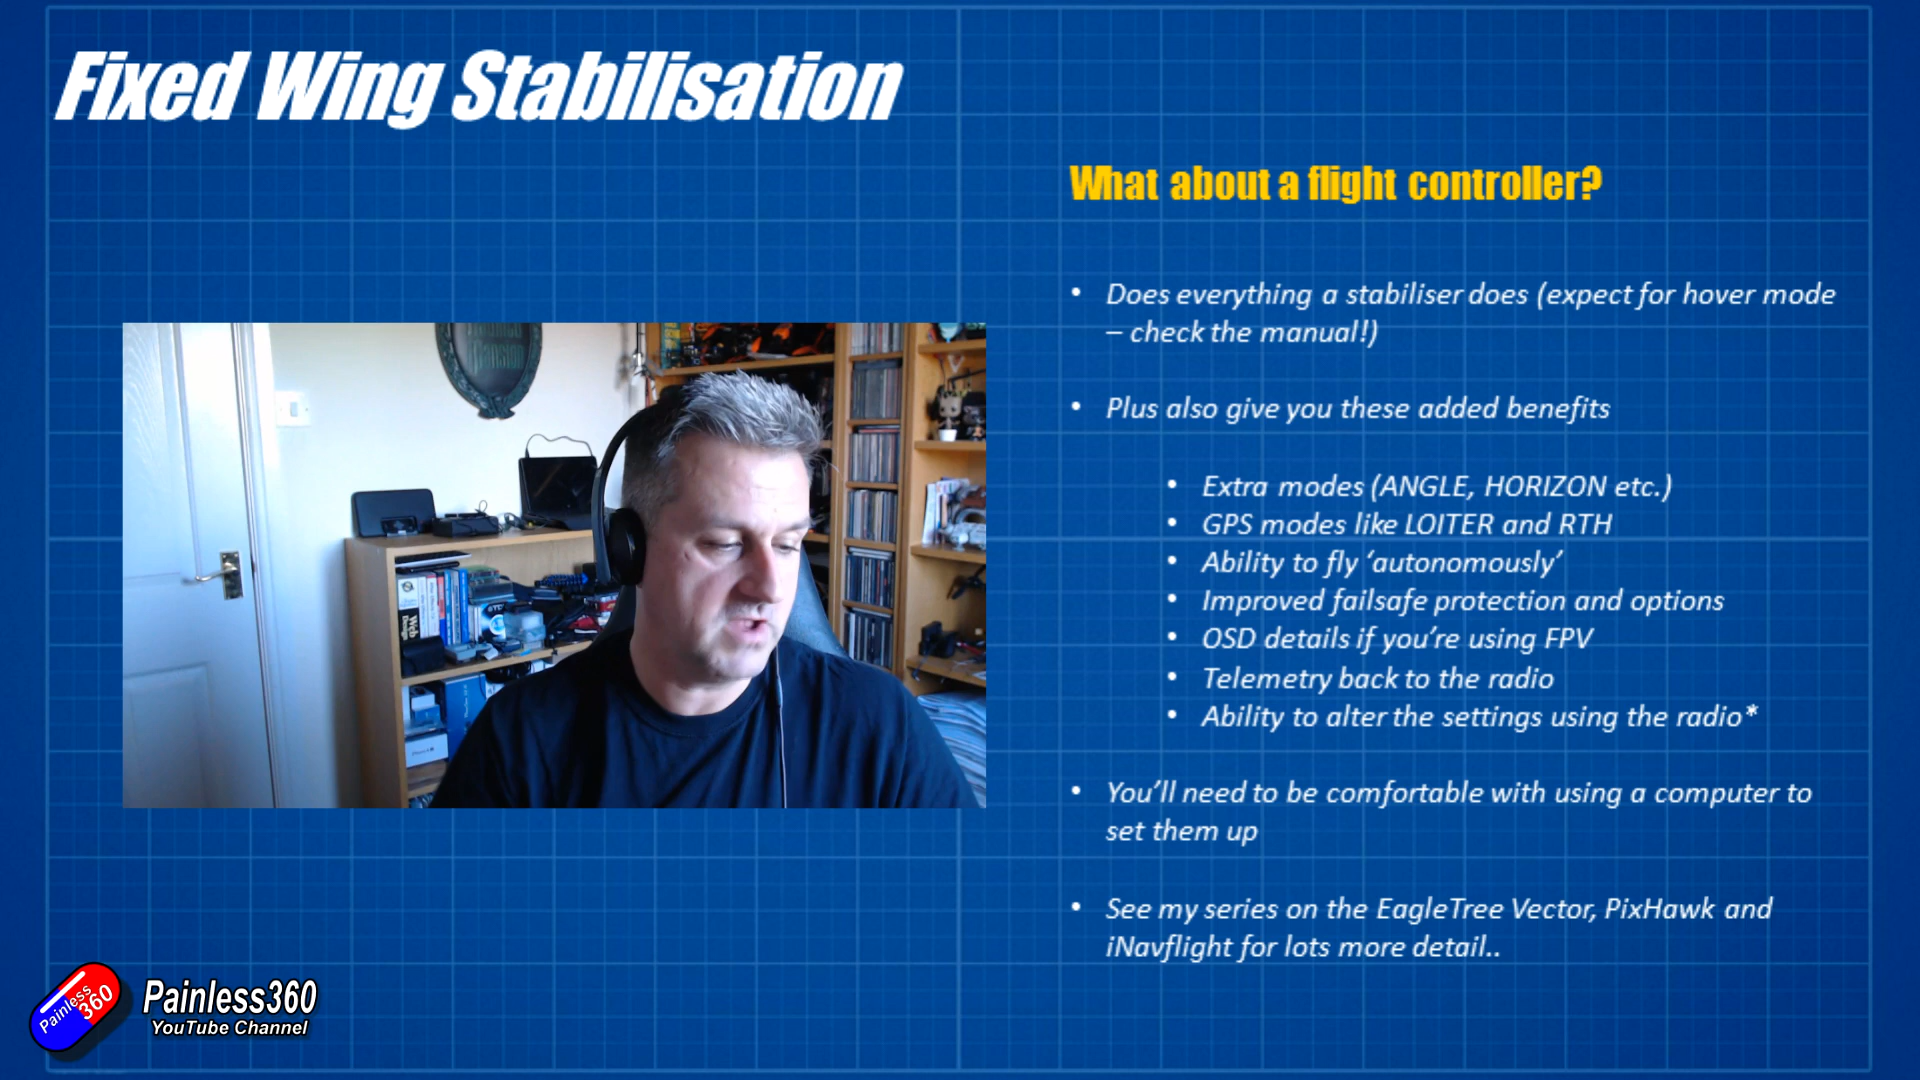 Fixed Wing Stabilisation
What about a flight controller?
• Does everything a stabiliser does (expect for hover mode
– check the manual!)
• Plus also give you these added benefits
• Extra modes (ANGLE, HORIZON etc.)
• GPS modes like LOITER and RTH
• Ability to fly ‘autonomously’
• Improved failsafe protection and options
• OSD details if you’re using FPV
• Telemetry back to the radio
• Ability to alter the settings using the radio*
• You’ll need to be comfortable with using a computer to
set them up
• See my series on the EagleTree Vector, PixHawk and
iNavflight for lots more detail..
Mansion
Web
Design
Painless
360
Painless360
YouTube Channel